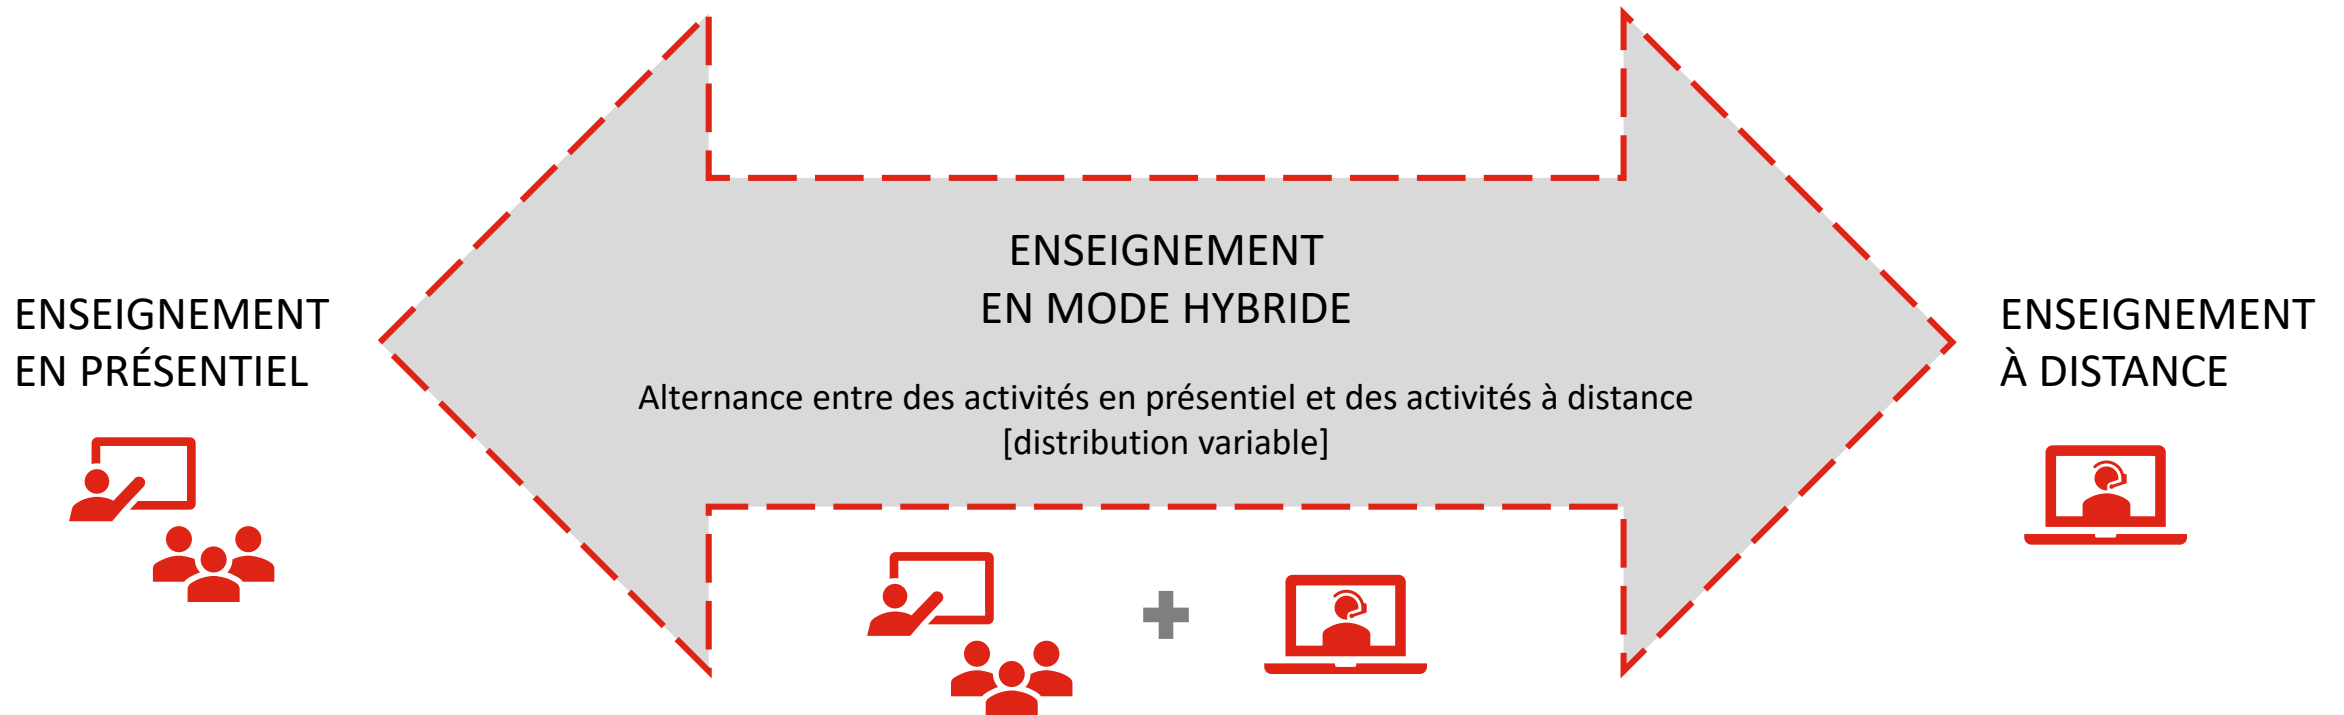 ENSEIGNEMENT
EN PRÉSENTIEL
ENSEIGNEMENT
EN MODE HYBRIDE
Alternance entre des activités en présentiel et des activités à distance
[distribution variable]
ENSEIGNEMENT
À DISTANCE